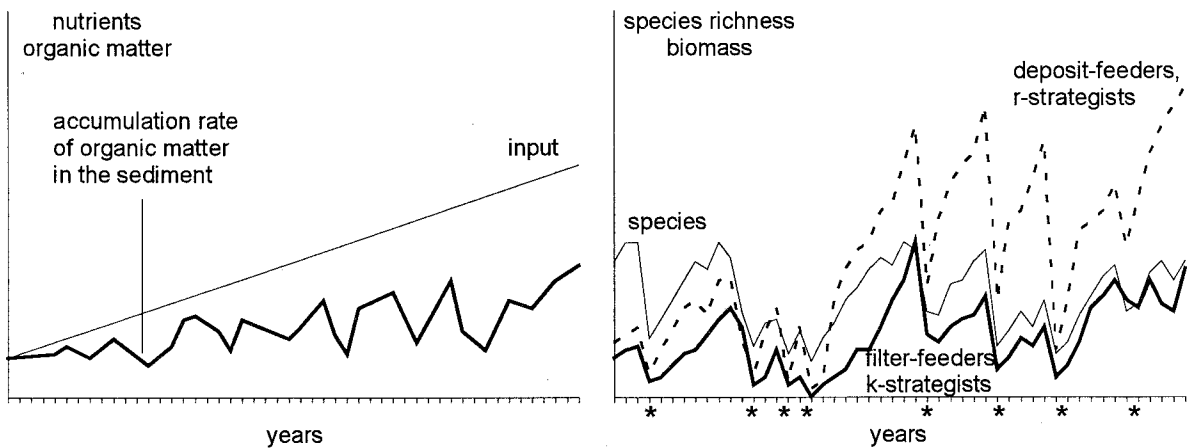 nutrients
organic matter
accumulation rate
of organic matter
in the sediment
input
years
species richness
biomass
deposit-feeders,
r-strategists
species
filter-feeders,
k-strategists
* * * * * * * *
years